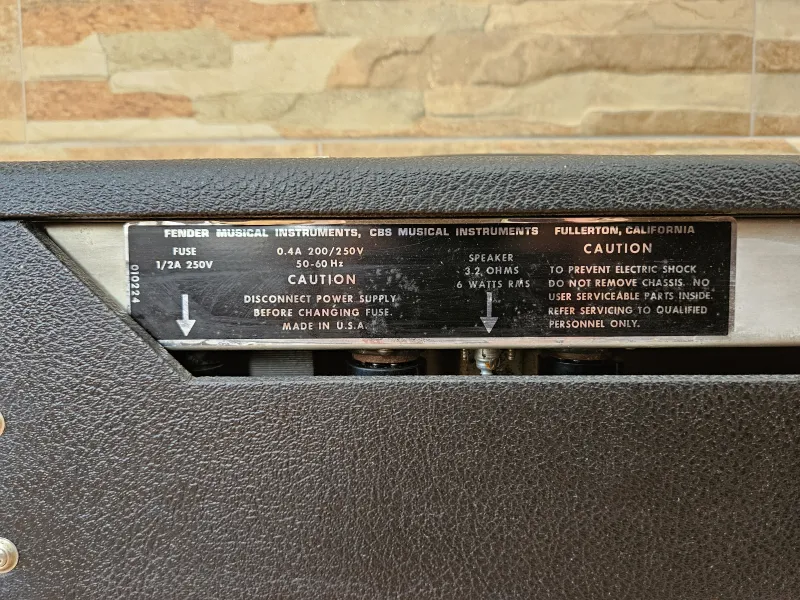 FENDER MUSICAL INSTRUMENTS, CBS MUSICAL INSTRUMENTS FULLERTON, CALIFORNIA
FUSE
1/2A 250V
0.4A 200/250V
50-60 Hz
CAUTION
DISCONNECT POWER SUPPLY
BEFORE CHANGING FUSE.
MADE IN U.S.A.
SPEAKER
3.2 OHMS
6 WATTS RMS
CAUTION
TO PREVENT ELECTRIC SHOCK
DO NOT REMOVE CHASSIS. NO
USER SERVICEABLE PARTS INSIDE.
REFER SERVICING TO QUALIFIED
PERSONNEL ONLY.
010224